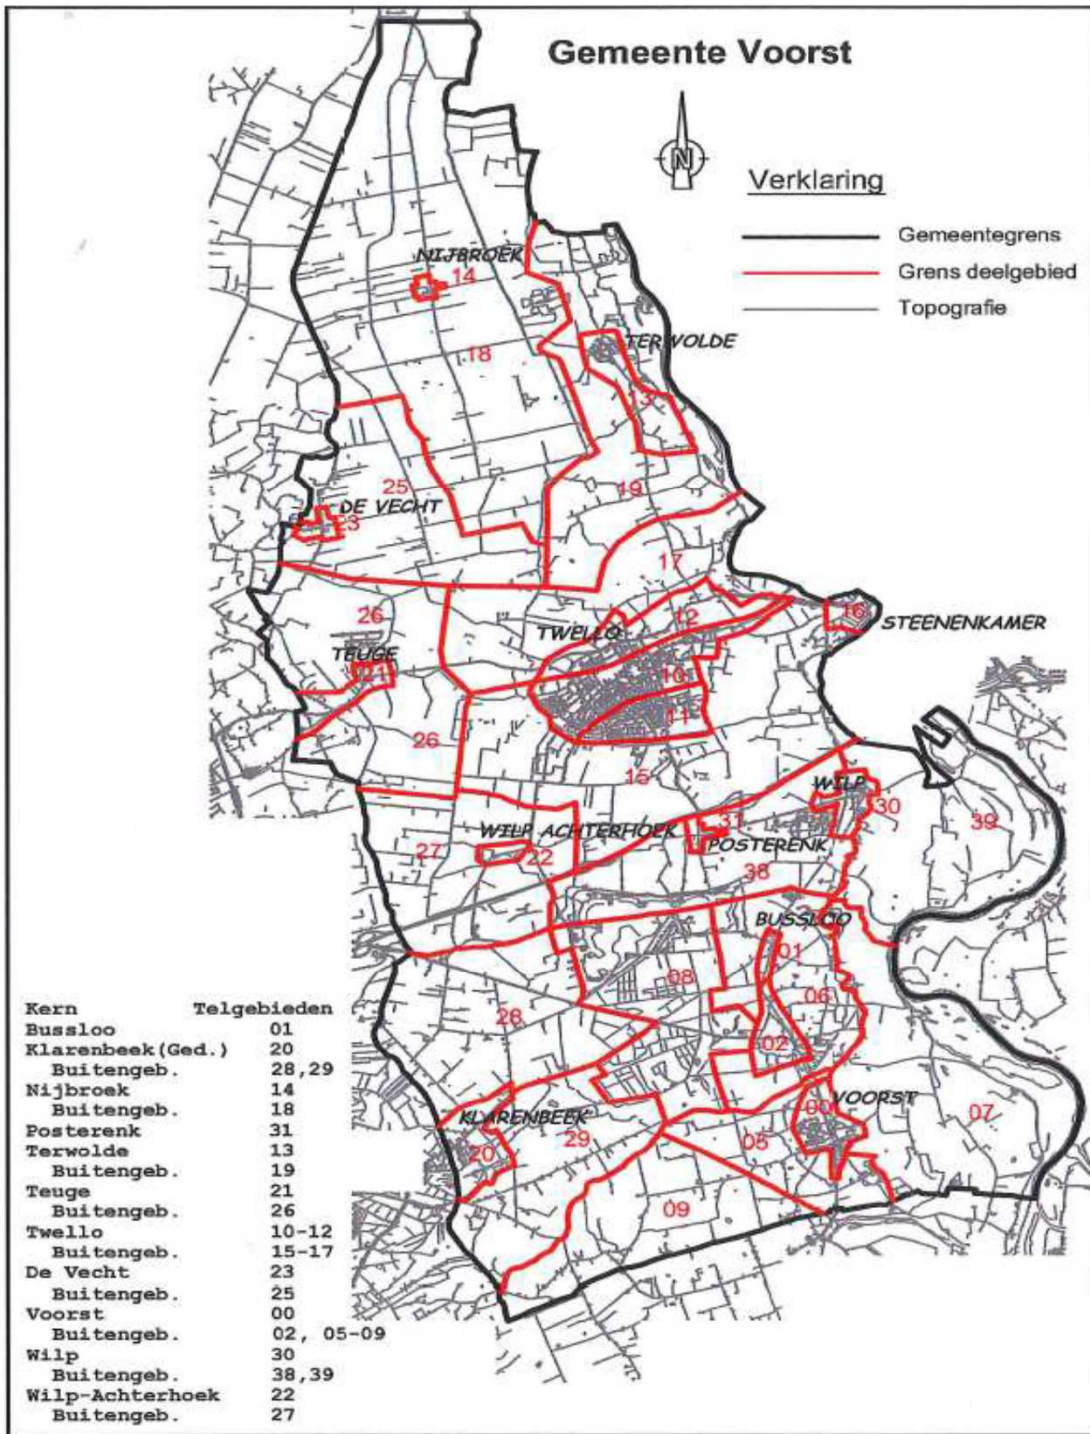 Gemeente Voorst
N
Verklaring
Gemeentegrens
Grens deelgebied
Topografie
NIJBROEK
14
18
TERWOLDE
13
25
DE VECHT
23
19
17
26
TEUGE
21
26
TWELLO
12
10
11
16
STEENENKAMER
15
WILP
30
39
WILP ACHTERHOEK
31
POSTERENK
27
22
38
BUSSLOO
01
08
06
28
02
KLARENBEEK
20
29
VOORST
00
05
07
09
Kern Telgebieden
Bussloo 01
Klarenbeek(Ged.) 20
Buitengeb. 28,29
Nijbroek 14
Buitengeb. 18
Posterenk 31
Terwolde 13
Buitengeb. 19
Teuge 21
Buitengeb. 26
Twello 10-12
Buitengeb. 15-17
De Vecht 23
Buitengeb. 25
Voorst 00
Buitengeb. 02, 05-09
Wilp 30
Buitengeb. 38,39
Wilp-Achterhoek 22
Buitengeb. 27